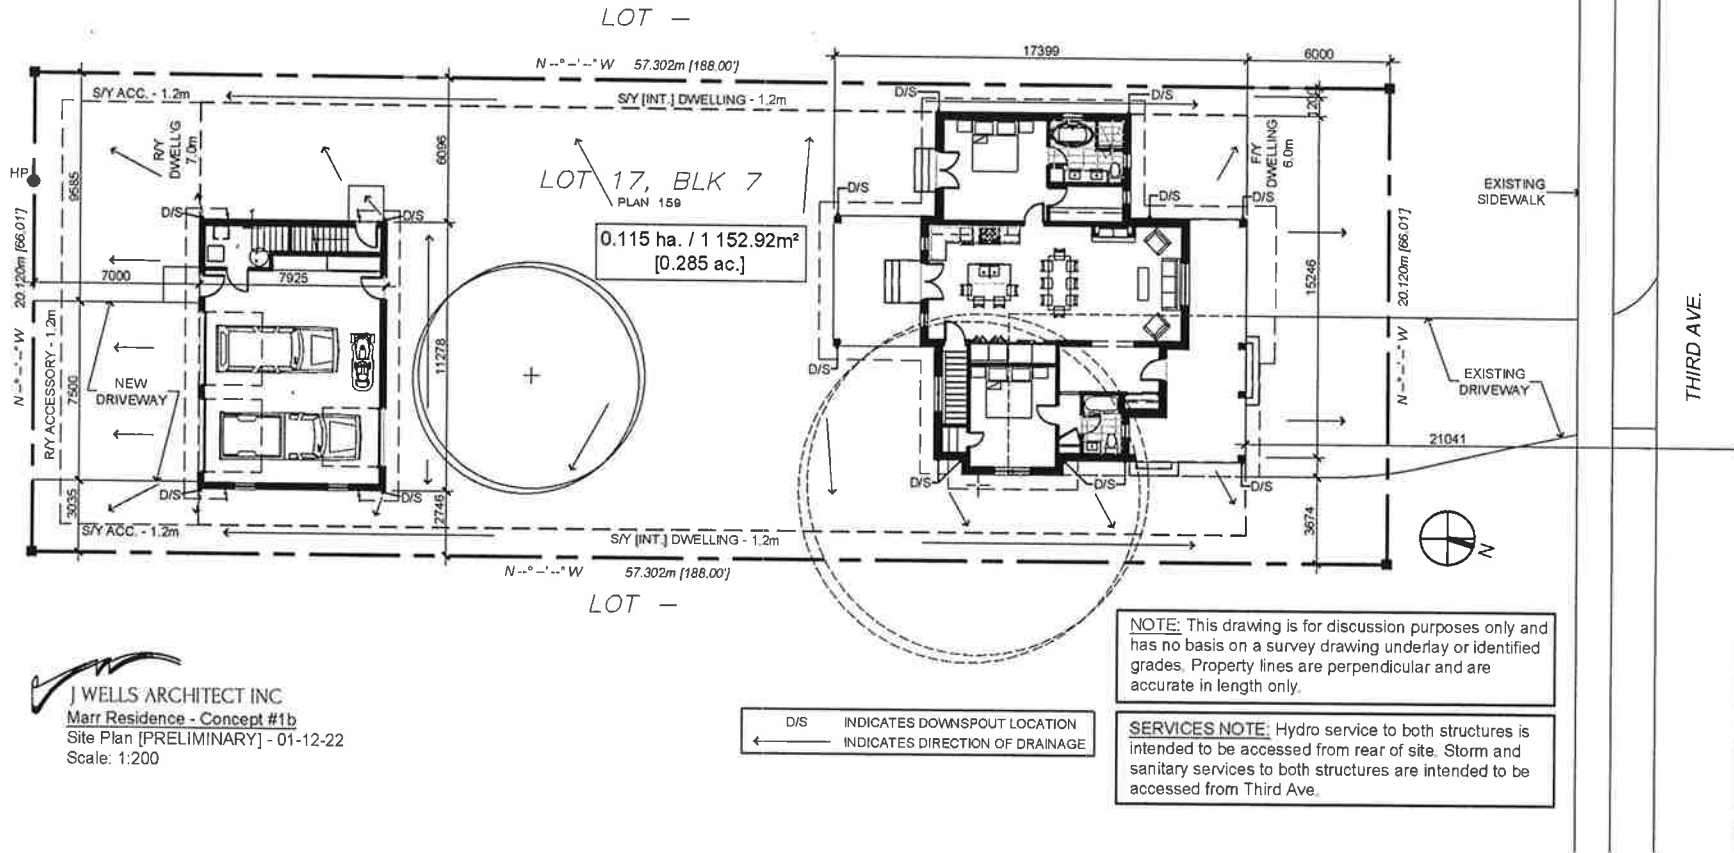 LOT –
17399
6000
N --° –' --" W 57.302m [188.00']
S/Y ACC. - 1.2m
S/Y [INT.] DWELLING - 1.2m
D/S
D/S
R/Y
DWELL'G
7.0m
6096
1201
F/Y
DWELLING
6.0m
HP
9585
LOT 17, BLK 7
PLAN 159
D/S
D/S
D/S
D/S
D/S
EXISTING
SIDEWALK
0.115 ha. / 1 152.92m²
[0.285 ac.]
7000
7925
N --° –' --" W 20.120m [66.01']
15246
N --° –' --" W 20.120m [66.01']
THIRD AVE.
R/Y ACCESSORY - 1.2m
7500
NEW
DRIVEWAY
11278
D/S
EXISTING
DRIVEWAY
21041
3035
D/S
D/S
2746
D/S
D/S
D/S
3674
S/Y ACC. - 1.2m
S/Y [INT.] DWELLING - 1.2m
N --° –' --" W 57.302m [188.00']
N
LOT –
J WELLS ARCHITECT INC
Marr Residence - Concept #1b
Site Plan [PRELIMINARY] - 01-12-22
Scale: 1:200
D/S INDICATES DOWNSPOUT LOCATION
INDICATES DIRECTION OF DRAINAGE
NOTE: This drawing is for discussion purposes only and
has no basis on a survey drawing underlay or identified
grades. Property lines are perpendicular and are
accurate in length only.
SERVICES NOTE: Hydro service to both structures is
intended to be accessed from rear of site. Storm and
sanitary services to both structures are intended to be
accessed from Third Ave.